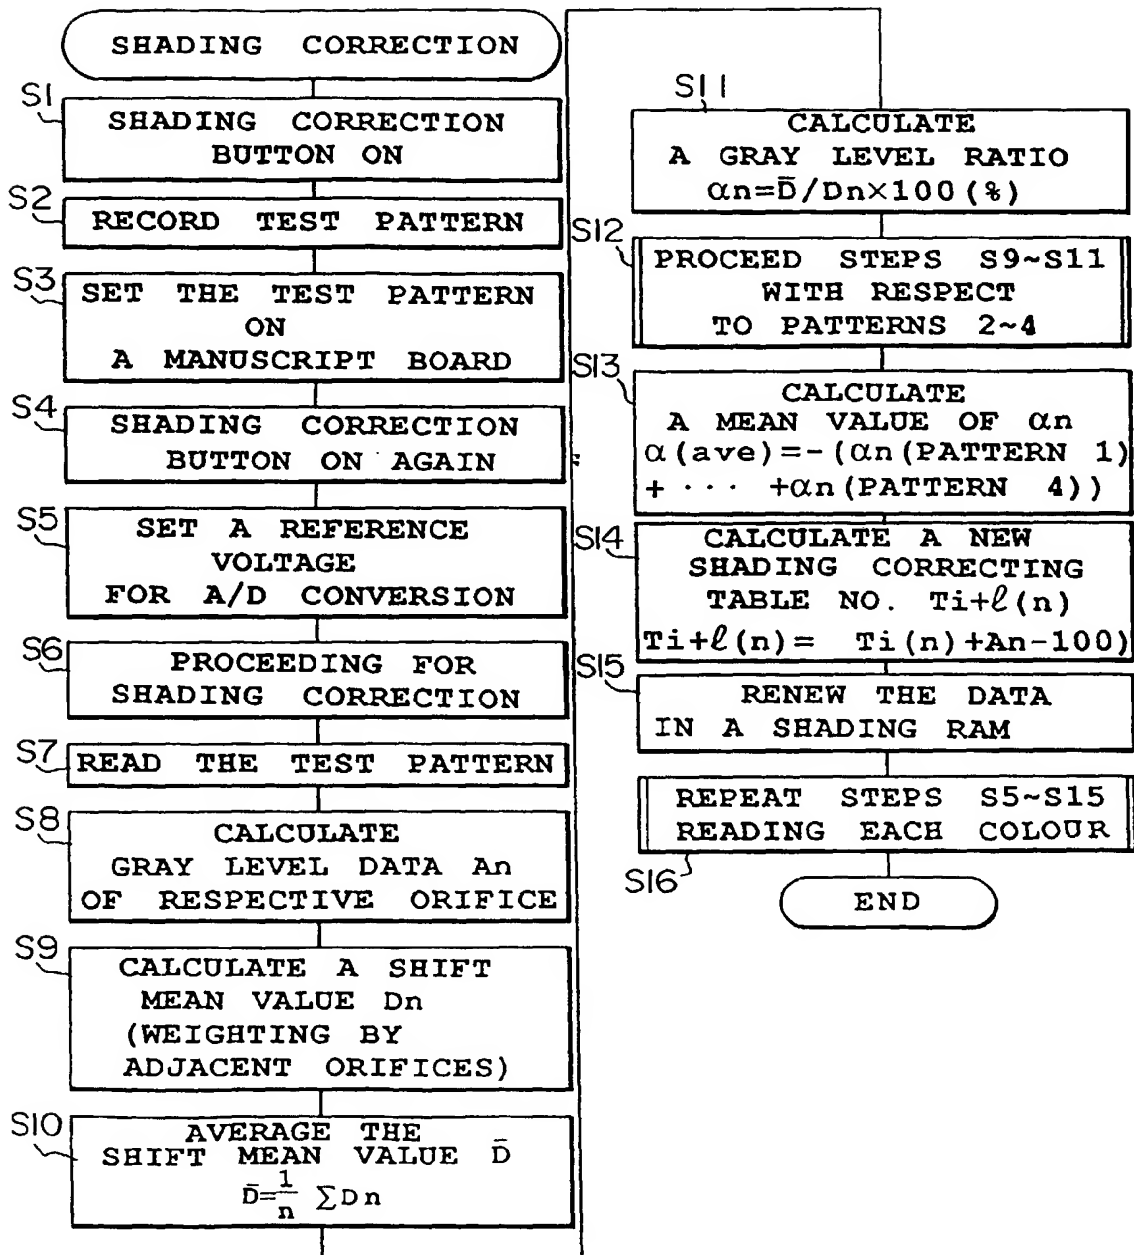 SHADING CORRECTION
S1
SHADING CORRECTION
BUTTON ON
S2
RECORD TEST PATTERN
S3
SET THE TEST PATTERN
ON
A MANUSCRIPT BOARD
S4
SHADING CORRECTION
BUTTON ON AGAIN
S5
SET A REFERENCE
VOLTAGE
FOR A/D CONVERSION
S6
PROCEEDING FOR
SHADING CORRECTION
S7
READ THE TEST PATTERN
S8
CALCULATE
GRAY LEVEL DATA An
OF RESPECTIVE ORIFICE
S9
CALCULATE A SHIFT
MEAN VALUE Dn
(WEIGHTING BY
ADJACENT ORIFICES)
S10
AVERAGE THE
SHIFT MEAN VALUE D̄
D̄=1/n ΣDn
S11
CALCULATE
A GRAY LEVEL RATIO
αn=D̄/Dn×100(%)
S12
PROCEED STEPS S9~S11
WITH RESPECT
TO PATTERNS 2~4
S13
CALCULATE
A MEAN VALUE OF αn
α(ave)=-(αn(PATTERN 1)
+ ··· +αn(PATTERN 4))
S14
CALCULATE A NEW
SHADING CORRECTING
TABLE NO. Ti+ℓ(n)
Ti+ℓ(n)= Ti(n)+An-100)
S15
RENEW THE DATA
IN A SHADING RAM
REPEAT STEPS S5~S15
READING EACH COLOUR
S16
END